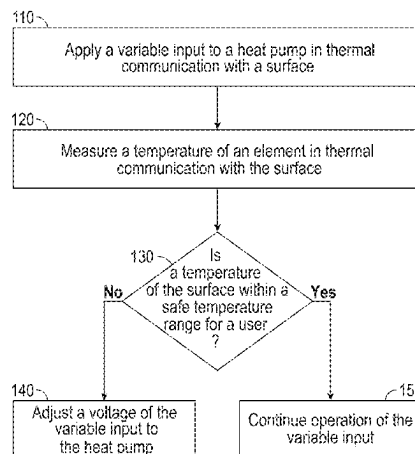 110
Apply a variable input to a heat pump in thermal
communication with a surface
120
Measure a temperature of an element in thermal
communication with the surface
130
Is
a temperature
of the surface within a
safe temperature
range for a user
?
No
Yes
140
Adjust a voltage of the
variable input to
the heat pump
15
Continue operation of the
variable input